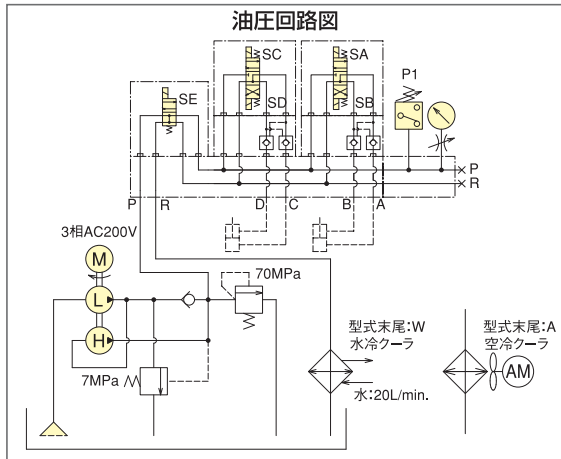 油圧回路図
SC
SA
SE
SD
SB
P1
P
R
P
R
D
C
B
A
3相AC200V
M
L
H
70MPa
7MPa
型式末尾:W
水冷クーラ
水:20L/min.
型式末尾:A
空冷クーラ
AM